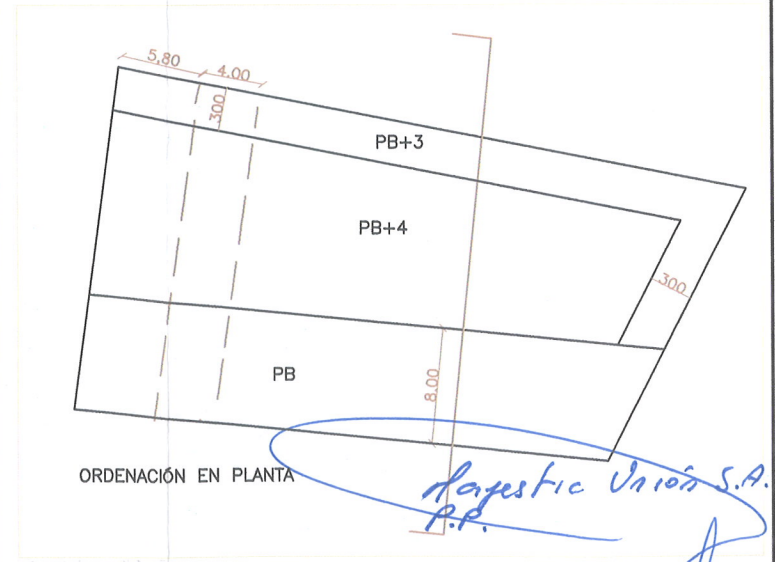 5,80
4.00
300
PB+3
PB+4
300
PB
8.00
ORDENACIÓN EN PLANTA
Majestic Unión S.A.
P.P.